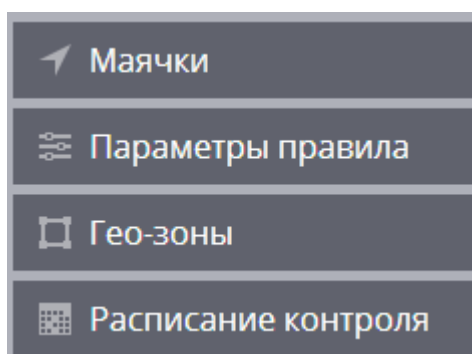 Маячки
Параметры правила
Гео-зоны
Расписание контроля